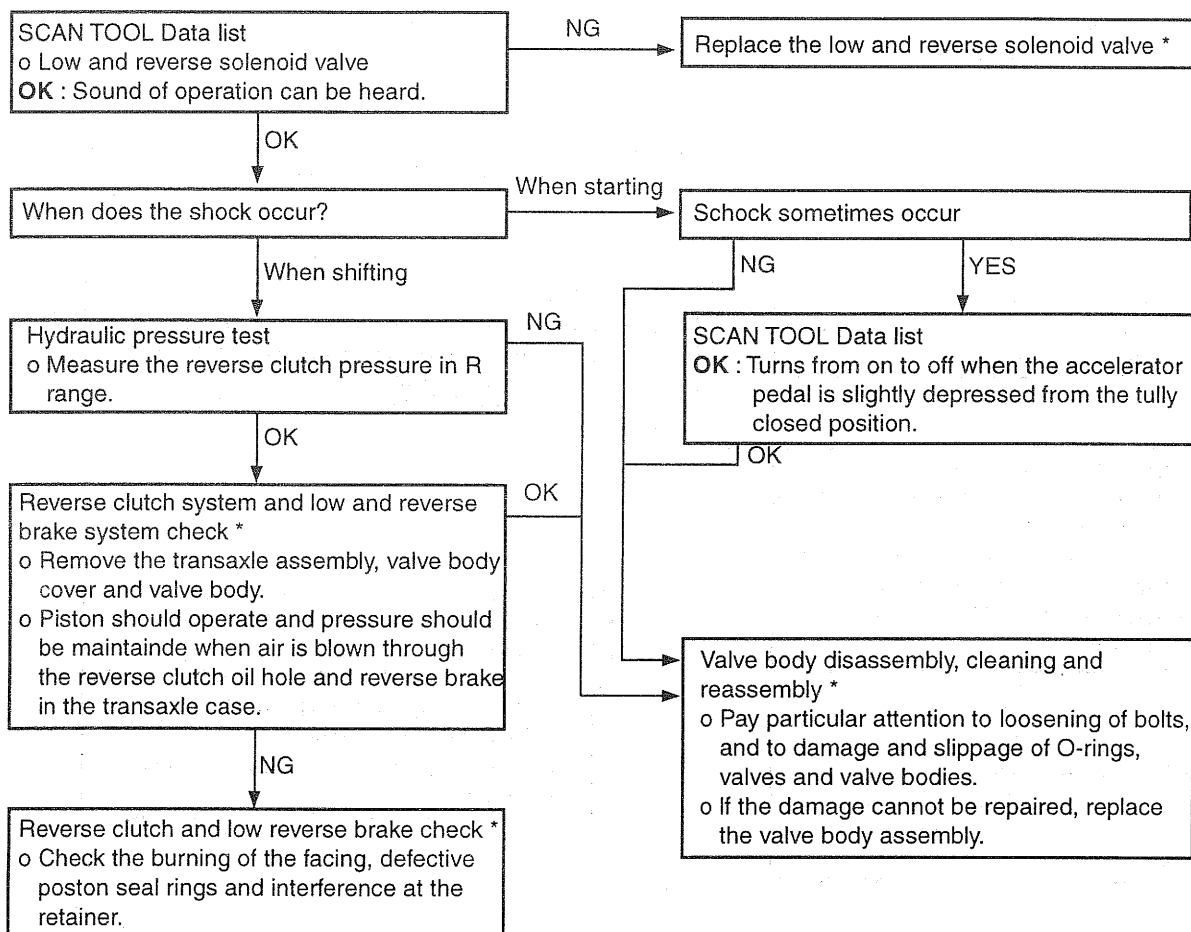 SCAN TOOL Data list
o Low and reverse solenoid valve
OK : Sound of operation can be heard.
NG
Replace the low and reverse solenoid valve *
OK
When does the shock occur?
When starting
Schock sometimes occur
When shifting
NG
YES
Hydraulic pressure test
o Measure the reverse clutch pressure in R
range.
NG
SCAN TOOL Data list
OK : Turns from on to off when the accelerator
pedal is slightly depressed from the tully
closed position.
OK
OK
Reverse clutch system and low and reverse
brake system check *
o Remove the transaxle assembly, valve body
cover and valve body.
o Piston should operate and pressure should
be maintainde when air is blown through
the reverse clutch oil hole and reverse brake
in the transaxle case.
OK
Valve body disassembly, cleaning and
reassembly *
o Pay particular attention to loosening of bolts,
and to damage and slippage of O-rings,
valves and valve bodies.
o If the damage cannot be repaired, replace
the valve body assembly.
NG
Reverse clutch and low reverse brake check *
o Check the burning of the facing, defective
poston seal rings and interference at the
retainer.